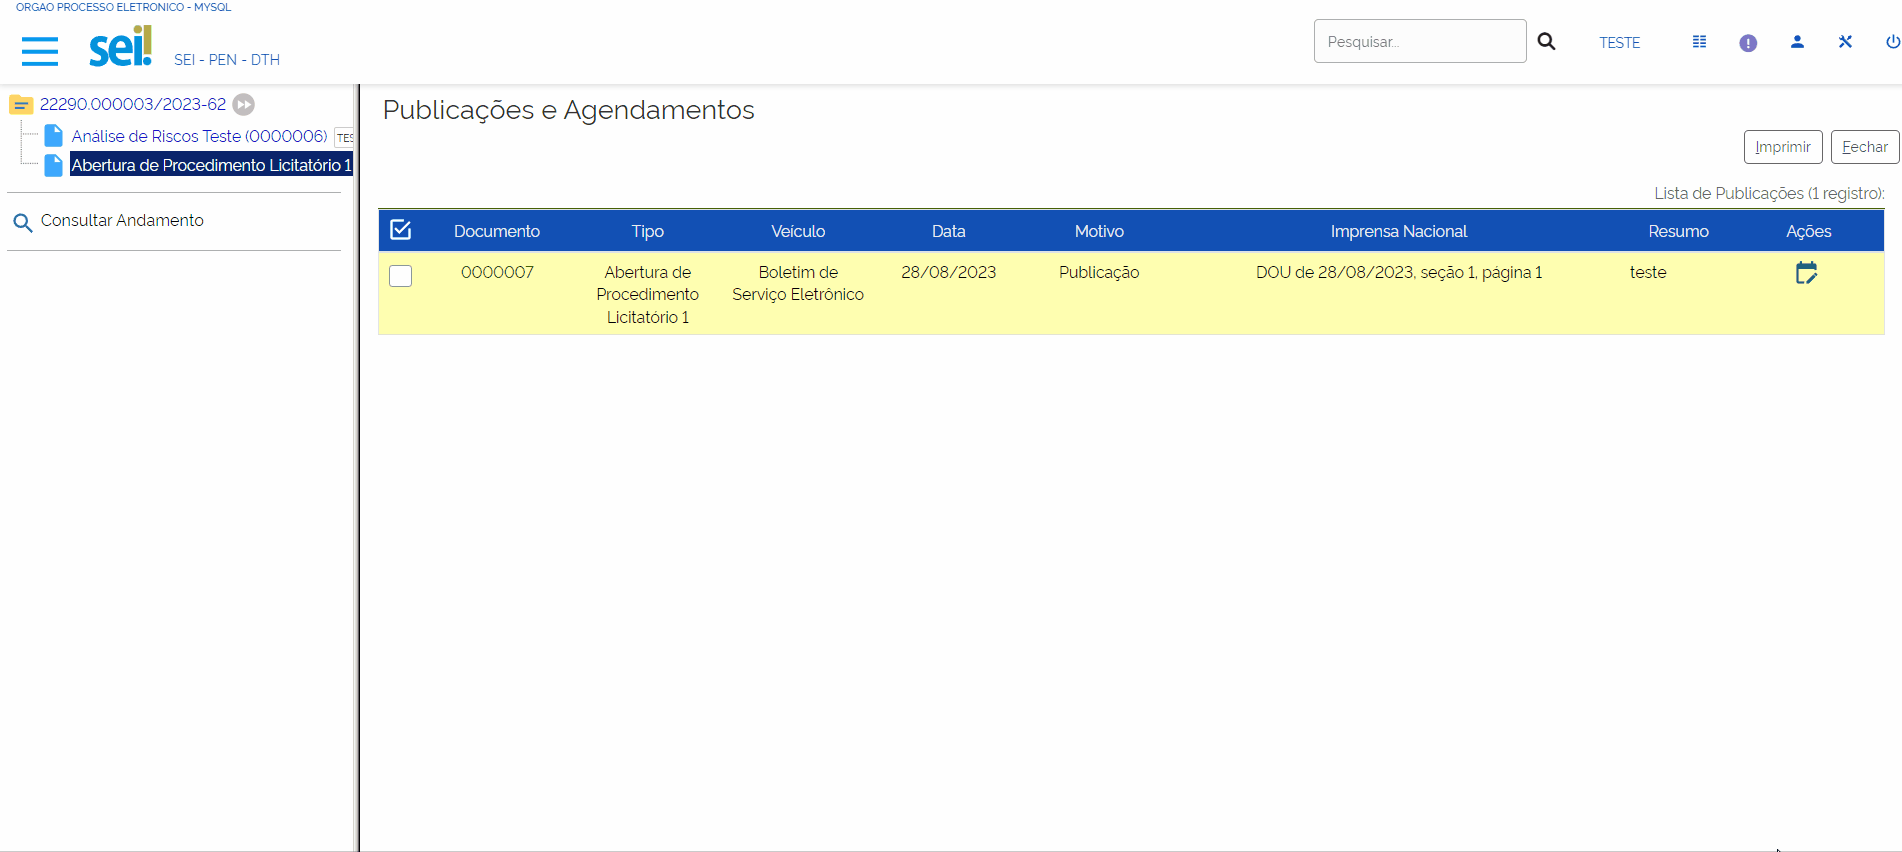 ORGAO PROCESSO ELETRONICO - MYSQL
sei!
SEI - PEN - DTH
Pesquisar...
TESTE
22290.000003/2023-62
Análise de Riscos Teste (0000006)
TES
Abertura de Procedimento Licitatório 1
Consultar Andamento
Publicações e Agendamentos
Imprimir
Fechar
Lista de Publicações (1 registro):
Documento Tipo Veículo Data Motivo Imprensa Nacional Resumo Ações
0000007 Abertura de Boletim de 28/08/2023 Publicação DOU de 28/08/2023, seção 1, página 1 teste
Procedimento Serviço Eletrônico
Licitatório 1